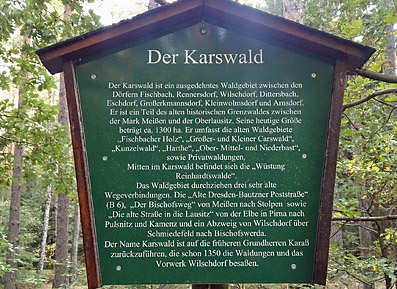 Der Karswald
Der Karswald ist ein ausgedehntes Waldgebiet zwischen den
Dörfern Fischbach, Rennersdorf, Wilschdorf, Dittersbach,
Eschdorf, Großerkmannsdorf, Kleinwolmsdorf und Arnsdorf.
Er ist ein Teil des alten historischen Grenzwaldes zwischen
der Mark Meißen und der Oberlausitz. Seine heutige Größe
beträgt ca. 1300 ha. Er umfasst die alten Waldgebiete
„Fischbacher Holz", „Großer- und Kleiner Carswald",
„Kunzelwald", „Harthe", „Ober- Mittel- und Niederbast",
sowie Privatwaldungen,
Mitten im Karswald befindet sich die "Wüstung
Reinhardtswalde".
Das Waldgebiet durchziehen drei sehr alte
Wegeverbindungen. Die „Alte Dresden-Bautzner Poststraße"
(B 6), „Der Bischofsweg" von Meißen nach Stolpen sowie
„Die alte Straße in die Lausitz" von der Elbe in Pirna nach
Pulsnitz und Kamenz und ein Abzweig von Wilschdorf über
Schmiedefeld nach Bischofswerda.
Der Name Karswald ist auf die früheren Grundherren Karaß
zurückzuführen, die schon 1350 die Waldungen und das
Vorwerk Wilschdorf besaßen.